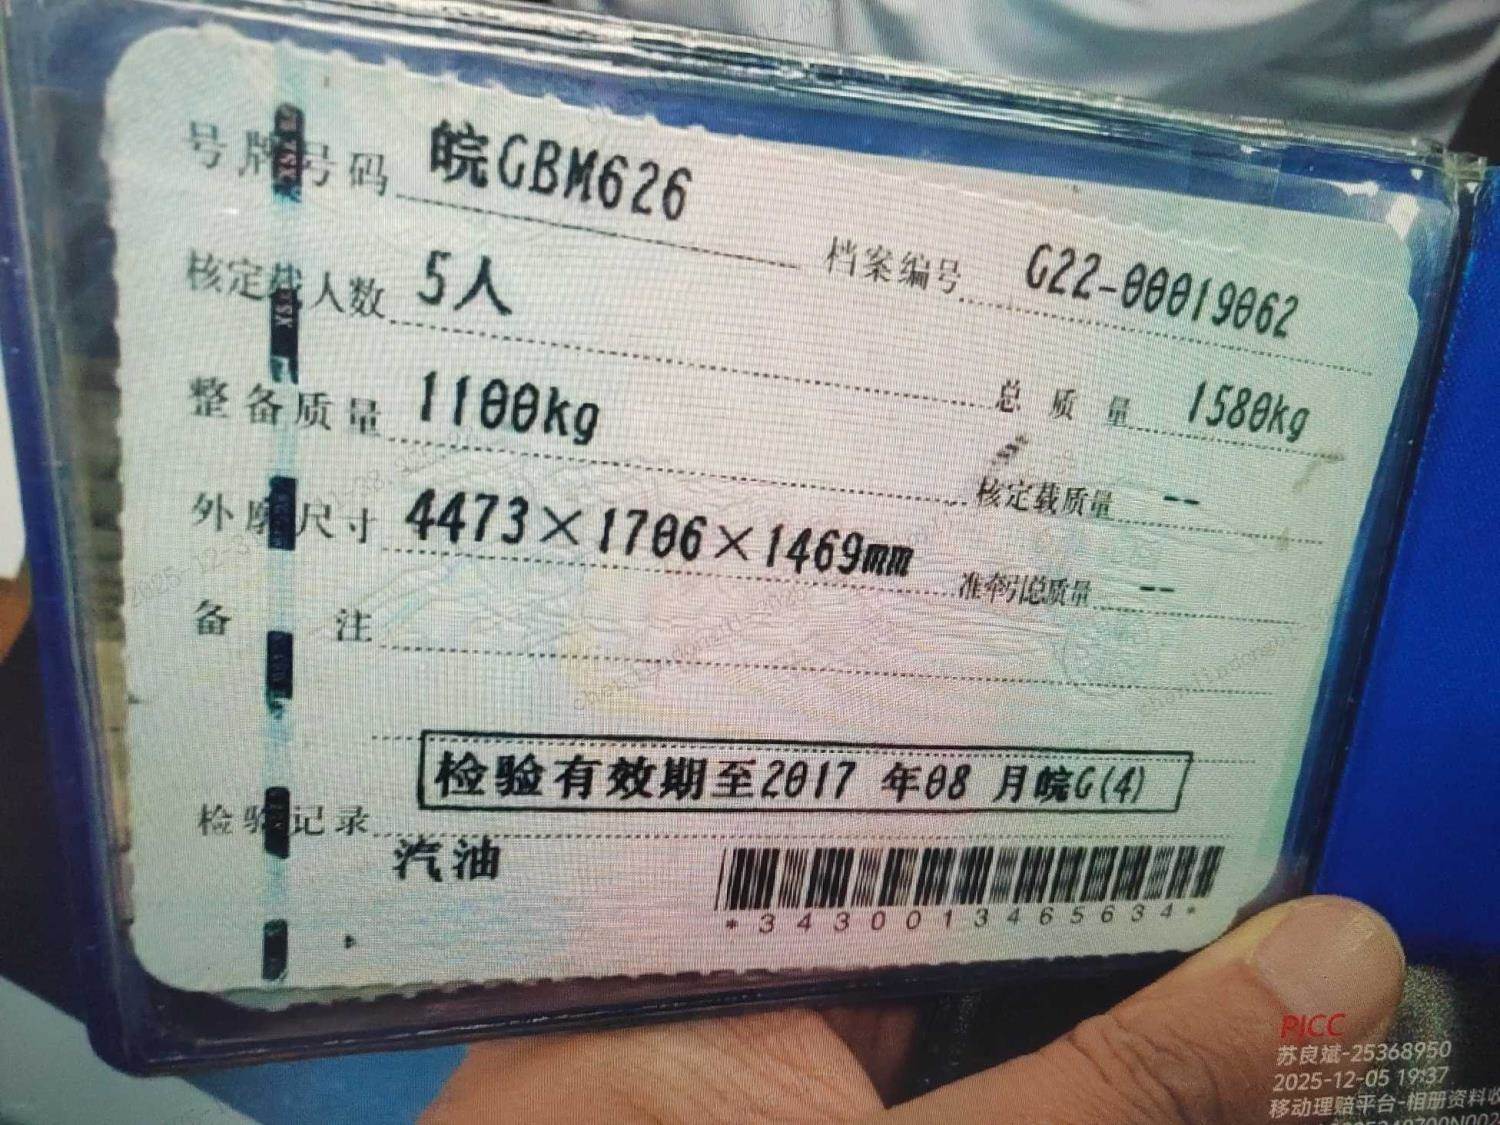 号牌号码 皖GBM626
档案编号 G22-00019062
核定载人数 5人
总质量 1580kg
整备质量 1100kg
核定载质量 --
外廓尺寸 4473×1706×1469mm
准牵引总质量 --
备注
检验有效期至2017 年08 月皖G(4)
检验记录
汽油
*3430013465634*
PICC
苏良斌-25368950
2025-12-05 19:37
移动理赔平台-相册资料收